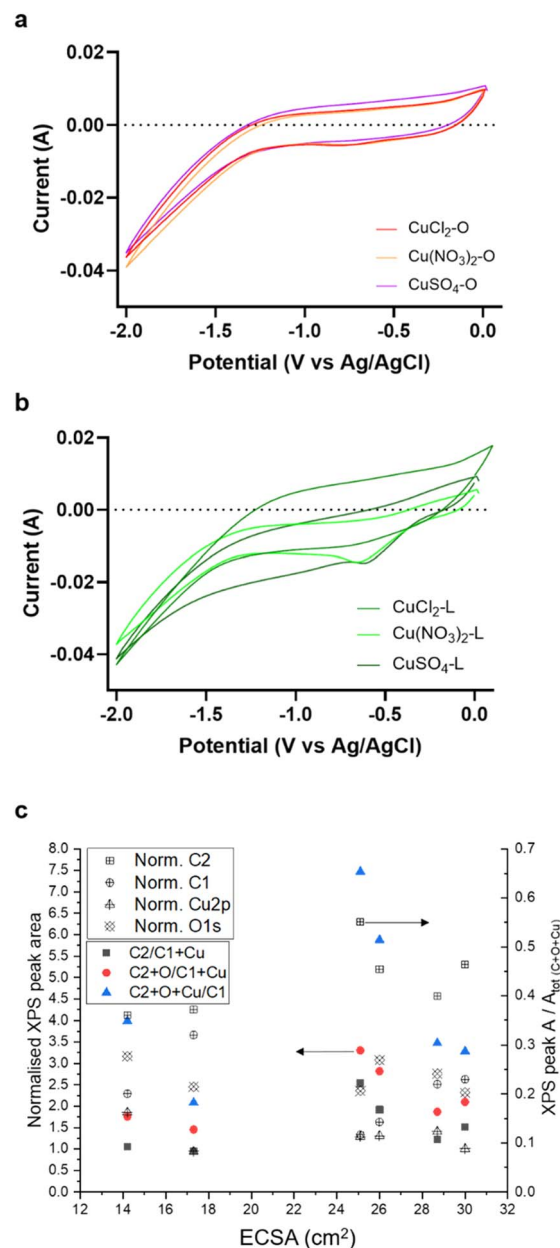 a
0.02
0.00
-0.02
-0.04
Current (A)
-2.0 -1.5 -1.0 -0.5 0.0
Potential (V vs Ag/AgCl)
CuCl₂-O
Cu(NO₃)₂-O
CuSO₄-O
b
0.02
0.00
-0.02
-0.04
Current (A)
-2.0 -1.5 -1.0 -0.5 0.0
Potential (V vs Ag/AgCl)
CuCl₂-L
Cu(NO₃)₂-L
CuSO₄-L
c
8.0
7.5
7.0
6.5
6.0
5.5
5.0
4.5
4.0
3.5
3.0
2.5
2.0
1.5
1.0
0.5
0.0
Normalised XPS peak area
Norm. C2
Norm. C1
Norm. Cu2p
Norm. O1s
C2/C1+Cu
C2+O/C1+Cu
C2+O+Cu/C1
0.7
0.6
0.5
0.4
0.3
0.2
0.1
0.0
XPS peak A / Atot (C+O+Cu)
12 14 16 18 20 22 24 26 28 30 32
ECSA (cm²)